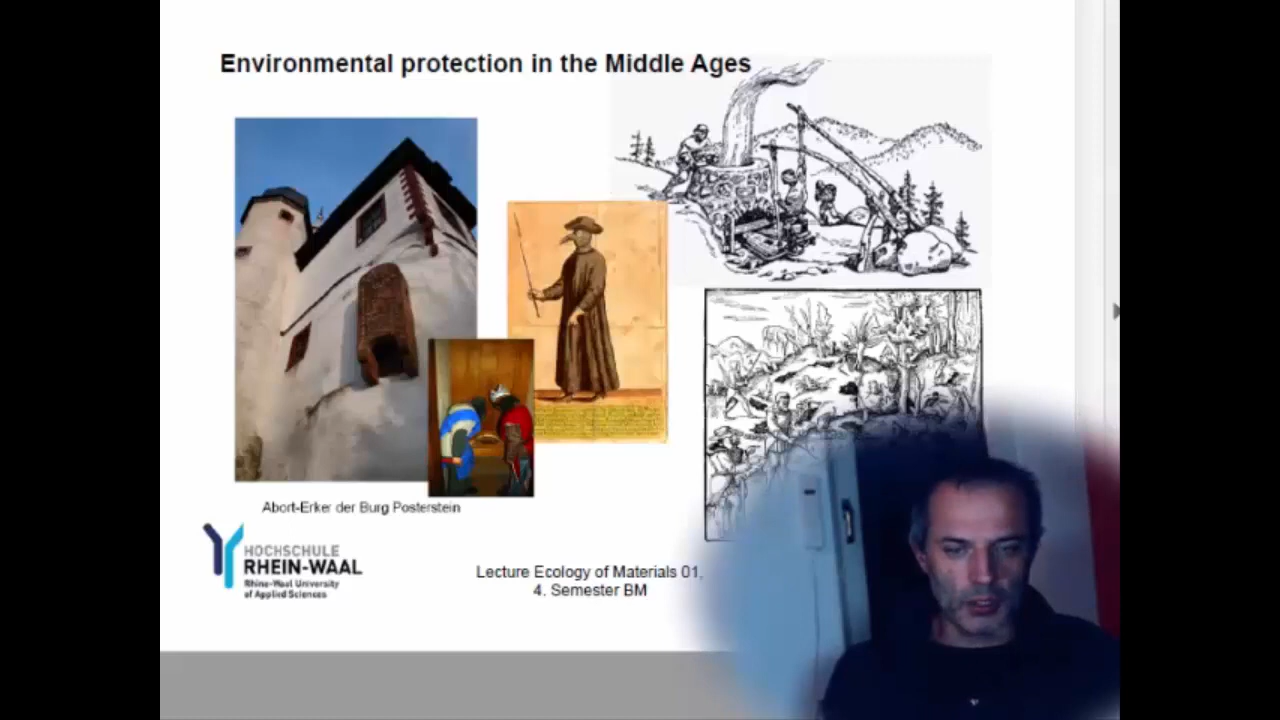 Environmental protection in the Middle Ages
Abort-Erker der Burg Posterstein
HOCHSCHULE
RHEIN-WAAL
Rhine-Waal University
of Applied Sciences
Lecture Ecology of Materials 01,
4. Semester BM